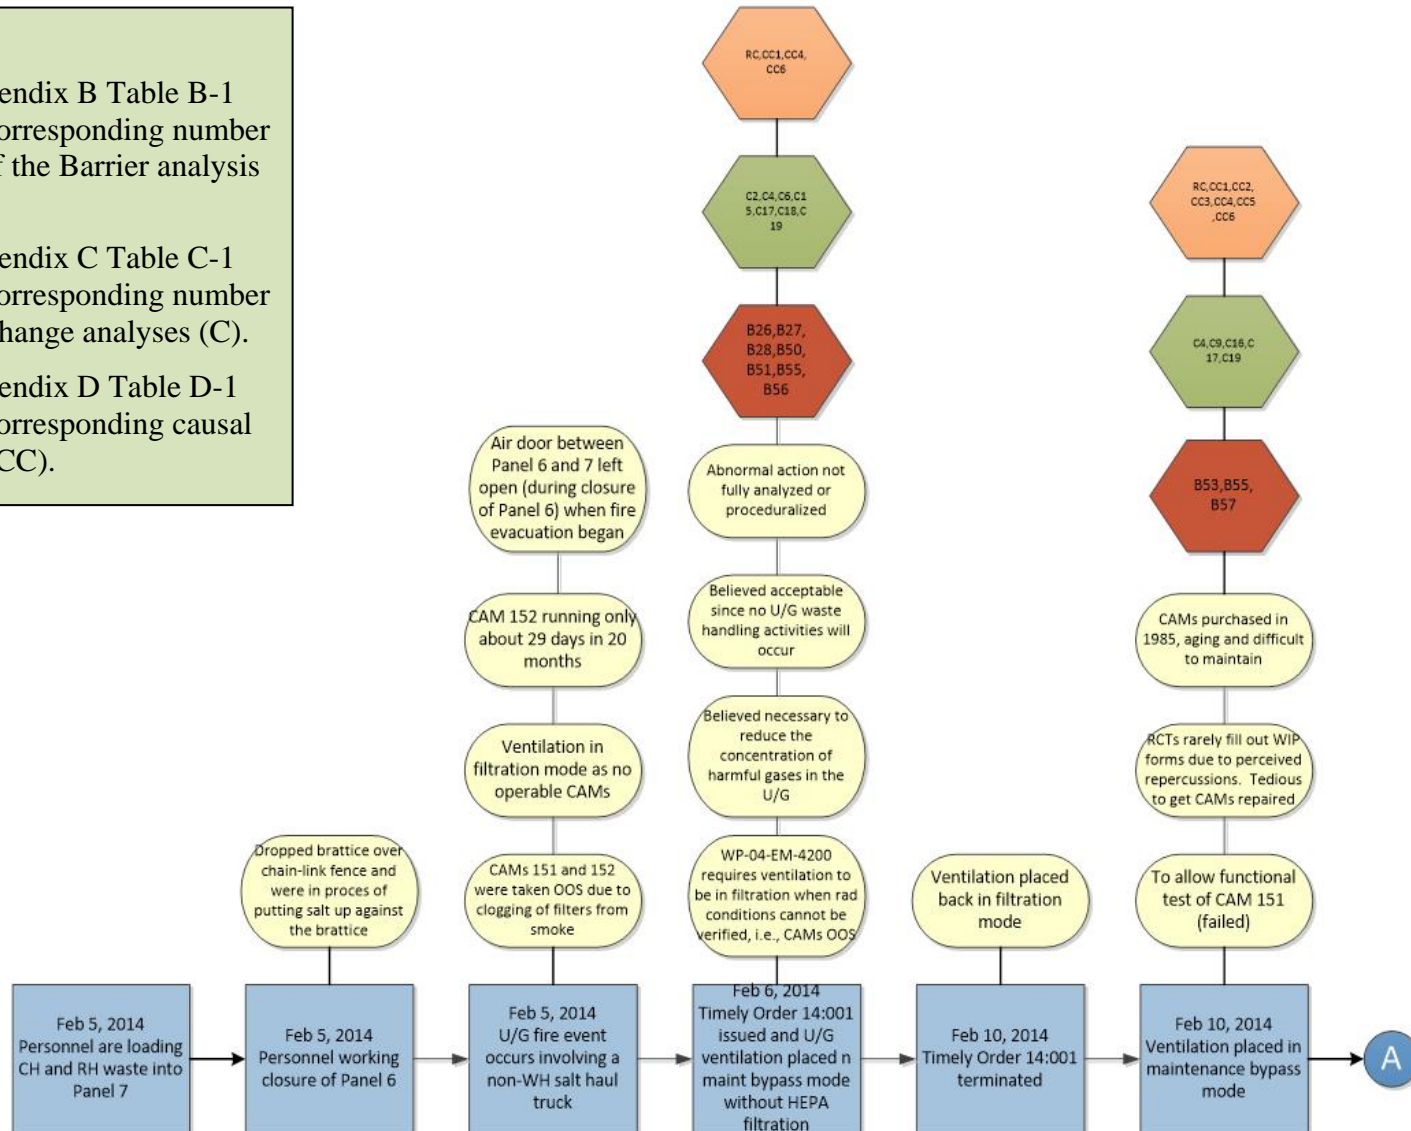 endix B Table B-1
orresponding number
f the Barrier analysis
endix C Table C-1
orresponding number
hange analyses (C).
endix D Table D-1
orresponding causal
CC).
RC,CC1,CC4,
CC6
C2,C4,C6,C1
5,C17,C18,C
19
B26,B27,
B28,B50,
B51,B55,
B56
RC,CC1,CC2,
CC3,CC4,CC5
,CC6
C4,C9,C16,C
17,C19
B53,B55,
B57
Air door between
Panel 6 and 7 left
open (during closure
of Panel 6) when fire
evacuation began
CAM 152 running only
about 29 days in 20
months
Ventilation in
filtration mode as no
operable CAMs
CAMs 151 and 152
were taken OOS due to
clogging of filters from
smoke
Abnormal action not
fully analyzed or
proceduralized
Believed acceptable
since no U/G waste
handling activities will
occur
Believed necessary to
reduce the
concentration of
harmful gases in the
U/G
WP-04-EM-4200
requires ventilation to
be in filtration when rad
conditions cannot be
verified, i.e., CAMs OOS
CAMs purchased in
1985, aging and difficult
to maintain
RCTs rarely fill out WIP
forms due to perceived
repercussions.  Tedious
to get CAMs repaired
To allow functional
test of CAM 151
(failed)
Dropped brattice over
chain-link fence and
were in proces of
putting salt up against
the brattice
Ventilation placed
back in filtration
mode
Feb 5, 2014
Personnel are loading
CH and RH waste into
Panel 7
Feb 5, 2014
Personnel working
closure of Panel 6
Feb 5, 2014
U/G fire event
occurs involving a
non-WH salt haul
truck
Feb 6, 2014
Timely Order 14:001
issued and U/G
ventilation placed n
maint bypass mode
without HEPA
filtration
Feb 10, 2014
Timely Order 14:001
terminated
Feb 10, 2014
Ventilation placed in
maintenance bypass
mode
A